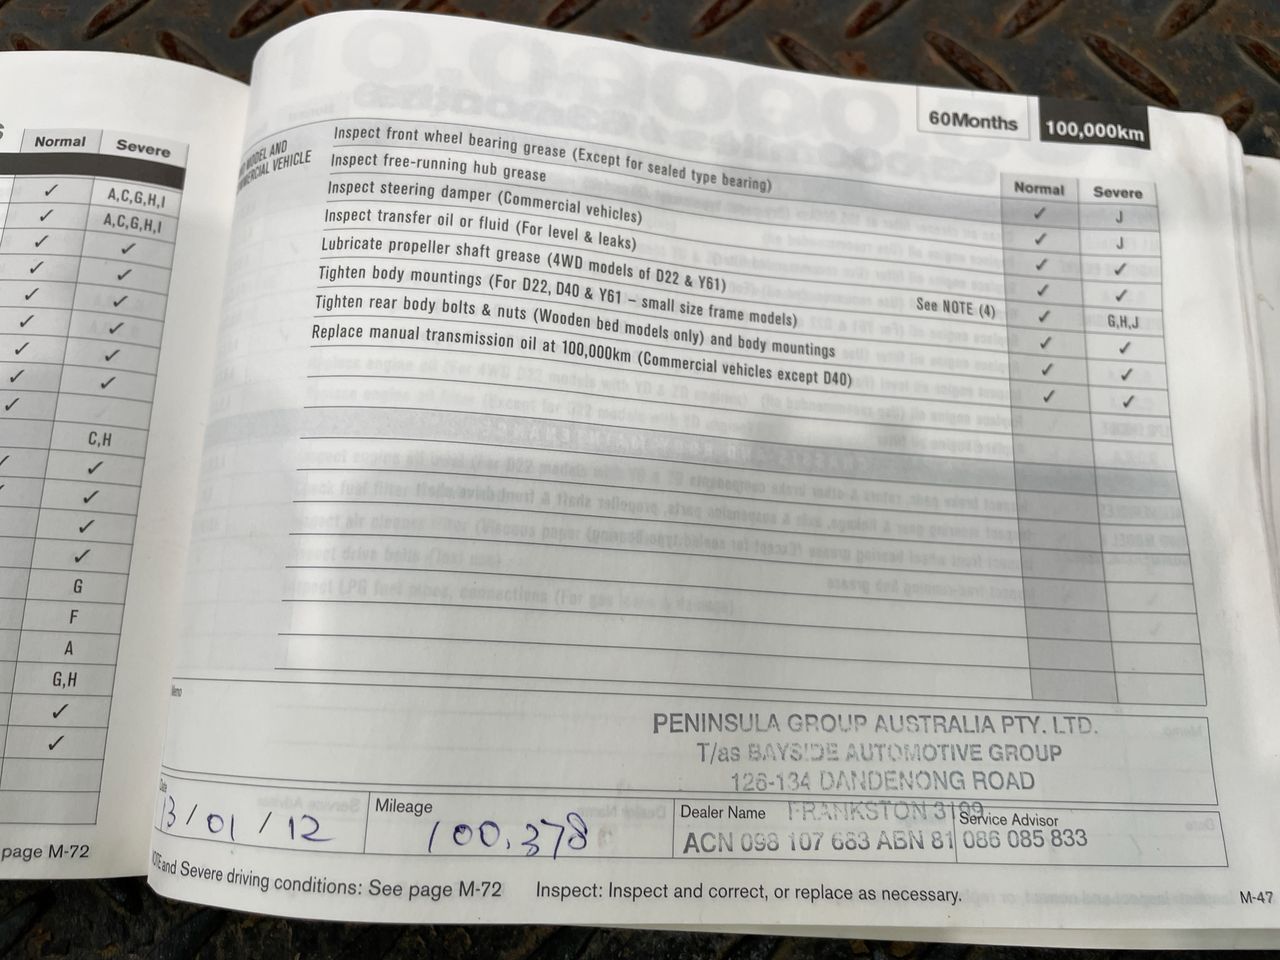 Normal Severe
✓ A,C,G,H,I
✓ A,C,G,H,I
✓ ✓
✓ ✓
✓ ✓
✓ ✓
✓ ✓
✓ ✓
✓
C,H
✓ ✓
✓ ✓
✓
✓
G
F
A
G,H
✓
✓
page M-72
60Months 100,000km
MODEL AND
COMMERCIAL VEHICLE
Normal Severe
Inspect front wheel bearing grease (Except for sealed type bearing) ✓ J
Inspect free-running hub grease ✓ J
Inspect steering damper (Commercial vehicles) ✓ ✓
Inspect transfer oil or fluid (For level & leaks) ✓ ✓
Lubricate propeller shaft grease (4WD models of D22 & Y61) See NOTE (4) ✓ G,H,J
Tighten body mountings (For D22, D40 & Y61 – small size frame models) ✓ ✓
Tighten rear body bolts & nuts (Wooden bed models only) and body mountings ✓ ✓
Replace manual transmission oil at 100,000km (Commercial vehicles except D40) ✓ ✓
Memo
PENINSULA GROUP AUSTRALIA PTY. LTD.
T/as BAYSIDE AUTOMOTIVE GROUP
126-134 DANDENONG ROAD
FRANKSTON 3199
ACN 098 107 683 ABN 81 086 085 833
Date
13/01/12
Mileage
100,378
Dealer Name
Service Advisor
NOTE and Severe driving conditions: See page M-72 Inspect: Inspect and correct, or replace as necessary.
M-47